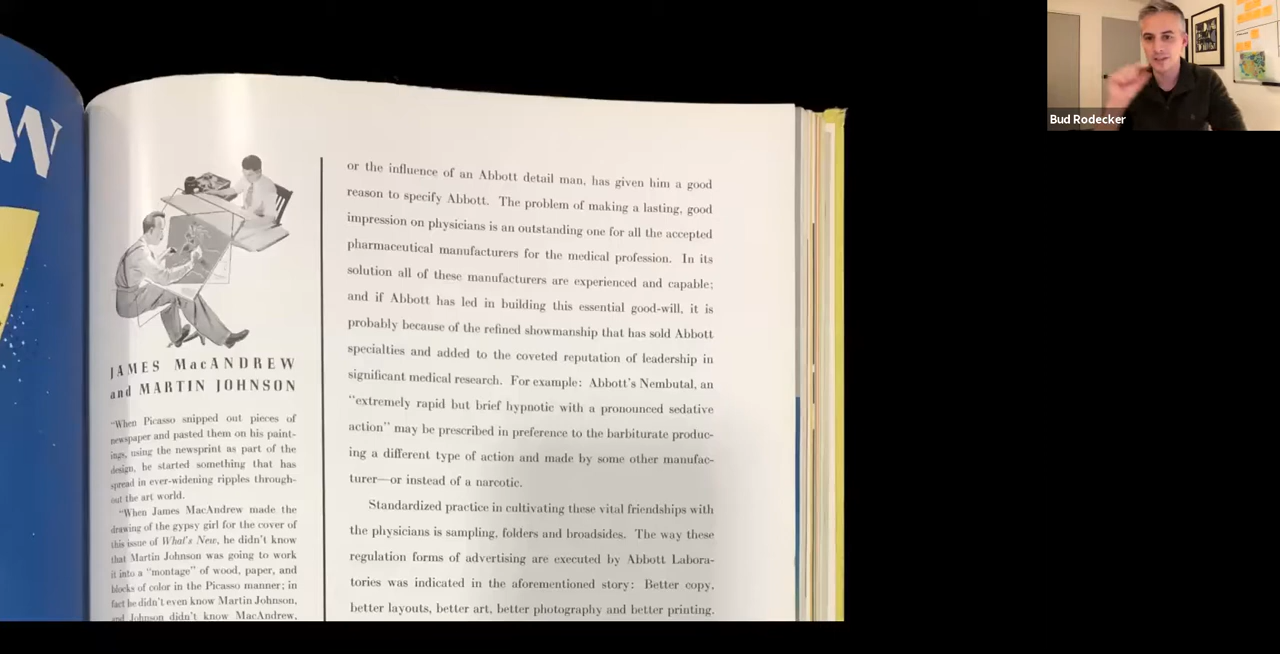 W
JAMES MacANDREW
and MARTIN JOHNSON
"When Picasso snipped out pieces of
newspaper and pasted them on his paint-
ings, using the newsprint as part of the
design, he started something that has
spread in ever-widening ripples through-
out the art world.
"When James MacAndrew made the
drawing of the gypsy girl for the cover of
this issue of What's New, he didn't know
that Martin Johnson was going to work
it into a "montage" of wood, paper, and
blocks of color in the Picasso manner; in
fact he didn't even know Martin Johnson,
and Johnson didn't know MacAndrew,
or the influence of an Abbott detail man, has given him a good
reason to specify Abbott. The problem of making a lasting, good
impression on physicians is an outstanding one for all the accepted
pharmaceutical manufacturers for the medical profession. In its
solution all of these manufacturers are experienced and capable;
and if Abbott has led in building this essential good-will, it is
probably because of the refined showmanship that has sold Abbott
specialties and added to the coveted reputation of leadership in
significant medical research. For example: Abbott's Nembutal, an
"extremely rapid but brief hypnotic with a pronounced sedative
action" may be prescribed in preference to the barbiturate produc-
ing a different type of action and made by some other manufac-
turer—or instead of a narcotic.
Standardized practice in cultivating these vital friendships with
the physicians is sampling, folders and broadsides. The way these
regulation forms of advertising are executed by Abbott Labora-
tories was indicated in the aforementioned story: Better copy,
better layouts, better art, better photography and better printing.
Bud Rodecker